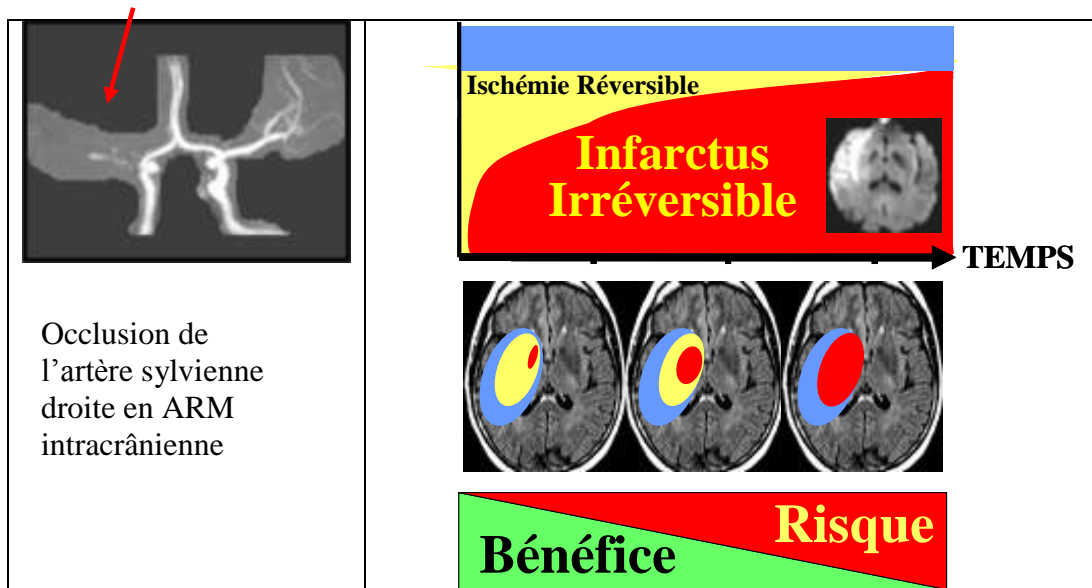 Occlusion de
l'artère sylvienne
droite en ARM
intracrânienne
Ischémie Réversible
Infarctus
Irréversible
TEMPS
Risque
Bénéfice